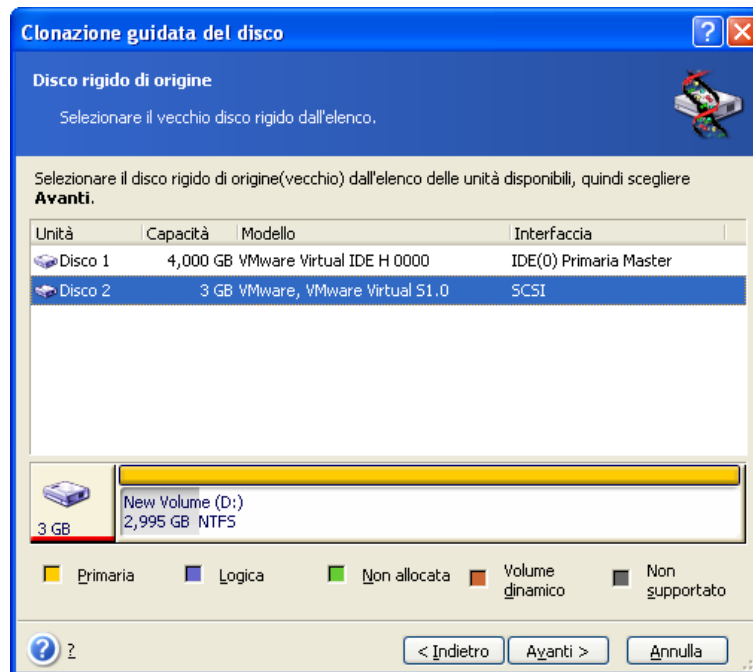 Clonazione guidata del disco
Disco rigido di origine
Selezionare il vecchio disco rigido dall'elenco.
Selezionare il disco rigido di origine(vecchio) dall'elenco delle unità disponibili, quindi scegliere
Avanti.
Unità Capacità Modello Interfaccia
Disco 1 4,000 GB VMware Virtual IDE H 0000 IDE(0) Primaria Master
Disco 2 3 GB VMware, VMware Virtual S1.0 SCSI
New Volume (D:)
3 GB 2,995 GB NTFS
Primaria Logica Non allocata Volume dinamico Non supportato
? < Indietro Avanti > Annulla